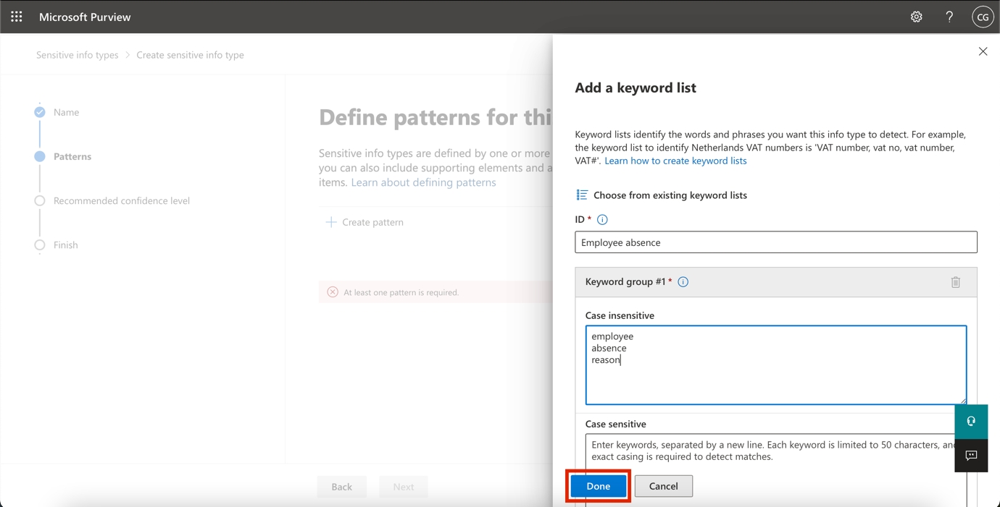 Microsoft Purview
?
CG
Sensitive info types > Create sensitive info type
Name
Patterns
Recommended confidence level
Finish
Define patterns for thi
Sensitive info types are defined by one or more
you can also include supporting elements and a
items. Learn about defining patterns
+ Create pattern
At least one pattern is required.
Back
Next
Add a keyword list
Keyword lists identify the words and phrases you want this info type to detect. For example,
the keyword list to identify Netherlands VAT numbers is 'VAT number, vat no, vat number,
VAT#'. Learn how to create keyword lists
Choose from existing keyword lists
ID *
Employee absence
Keyword group #1 *
Case insensitive
employee
absence
reason
Case sensitive
Enter keywords, separated by a new line. Each keyword is limited to 50 characters, an
exact casing is required to detect matches.
Done
Cancel